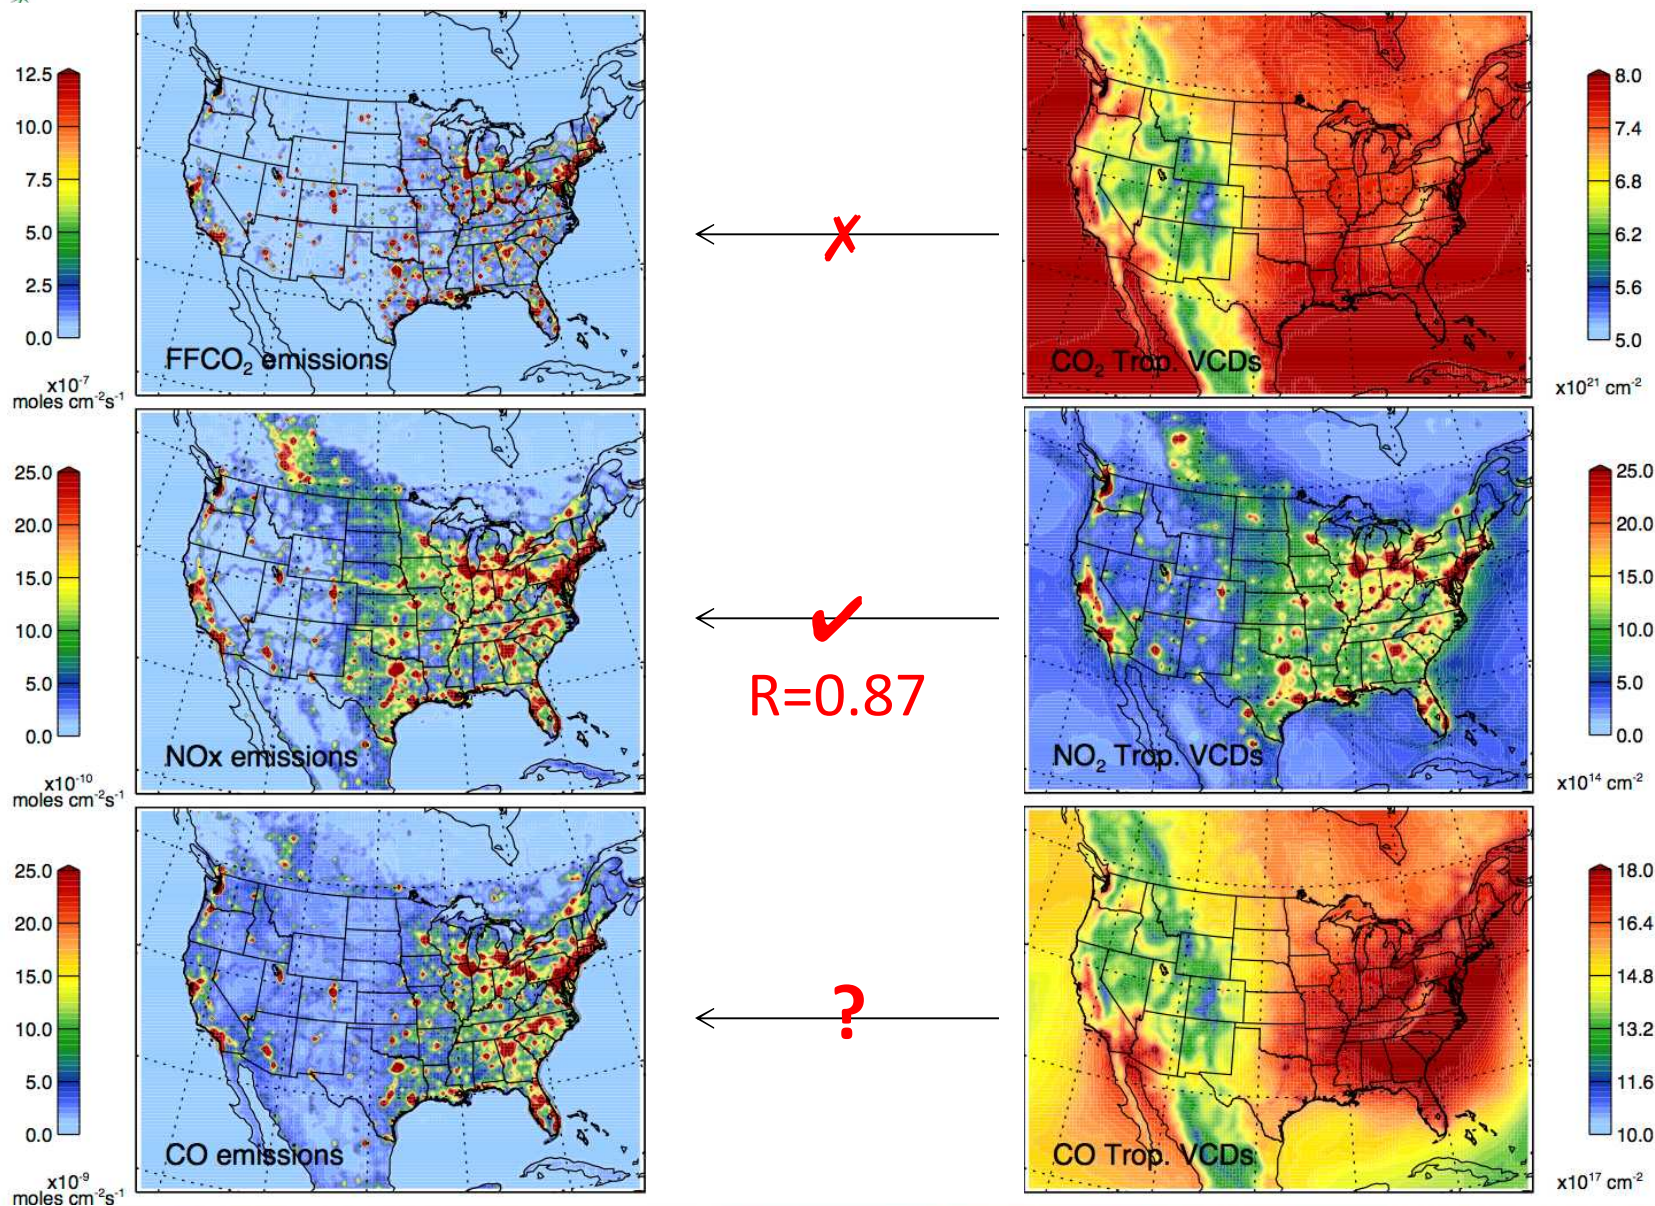 12.5
10.0
7.5
5.0
2.5
0.0
x10⁻⁷
moles cm⁻²s⁻¹
FFCO₂ emissions
✗
8.0
7.4
6.8
6.2
5.6
5.0
x10²¹ cm⁻²
CO₂ Trop. VCDs
25.0
20.0
15.0
10.0
5.0
0.0
x10⁻¹⁰
moles cm⁻²s⁻¹
NOx emissions
✓
R=0.87
25.0
20.0
15.0
10.0
5.0
0.0
x10¹⁴ cm⁻²
NO₂ Trop. VCDs
25.0
20.0
15.0
10.0
5.0
0.0
x10⁻⁹
moles cm⁻²s⁻¹
CO emissions
?
18.0
16.4
14.8
13.2
11.6
10.0
x10¹⁷ cm⁻²
CO Trop. VCDs